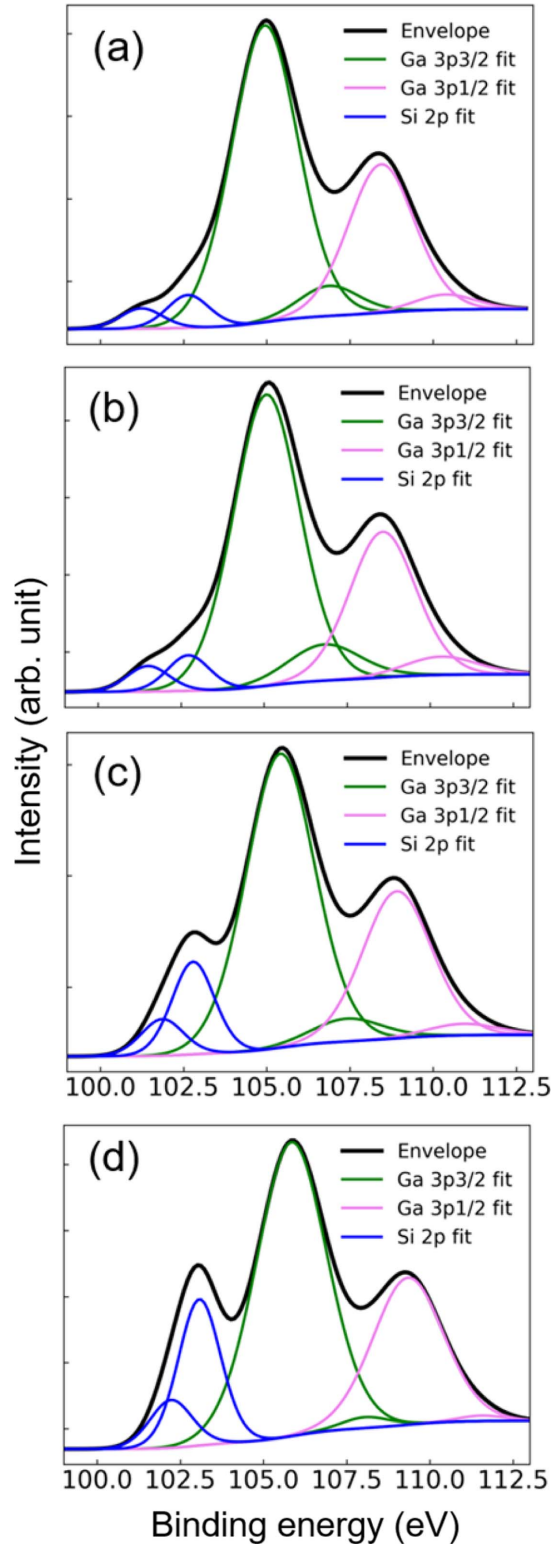 (a)
Envelope
Ga 3p3/2 fit
Ga 3p1/2 fit
Si 2p fit
(b)
Envelope
Ga 3p3/2 fit
Ga 3p1/2 fit
Si 2p fit
Intensity (arb. unit)
(c)
Envelope
Ga 3p3/2 fit
Ga 3p1/2 fit
Si 2p fit
100.0 102.5 105.0 107.5 110.0 112.5
(d)
Envelope
Ga 3p3/2 fit
Ga 3p1/2 fit
Si 2p fit
100.0 102.5 105.0 107.5 110.0 112.5
Binding energy (eV)